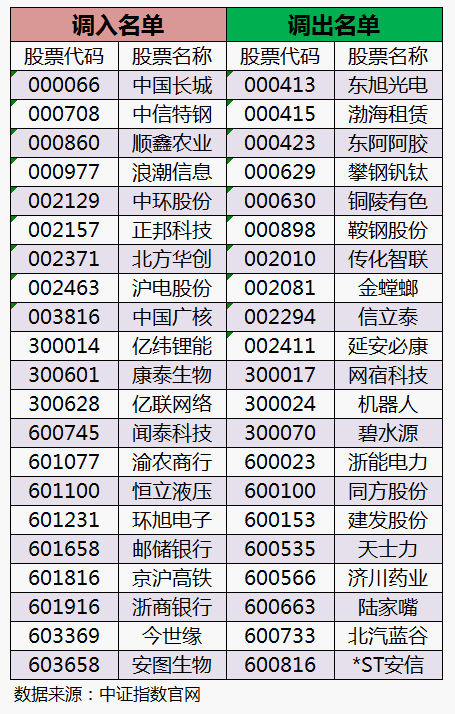 调入名单 调出名单
股票代码 股票名称 股票代码 股票名称
000066 中国长城 000413 东旭光电
000708 中信特钢 000415 渤海租赁
000860 顺鑫农业 000423 东阿阿胶
000977 浪潮信息 000629 攀钢钒钛
002129 中环股份 000630 铜陵有色
002157 正邦科技 000898 鞍钢股份
002371 北方华创 002010 传化智联
002463 沪电股份 002081 金螳螂
003816 中国广核 002294 信立泰
300014 亿纬锂能 002411 延安必康
300601 康泰生物 300017 网宿科技
300628 亿联网络 300024 机器人
600745 闻泰科技 300070 碧水源
601077 渝农商行 600023 浙能电力
601100 恒立液压 600100 同方股份
601231 环旭电子 600153 建发股份
601658 邮储银行 600535 天士力
601816 京沪高铁 600566 济川药业
601916 浙商银行 600663 陆家嘴
603369 今世缘 600733 北汽蓝谷
603658 安图生物 600816 *ST安信
数据来源：中证指数官网